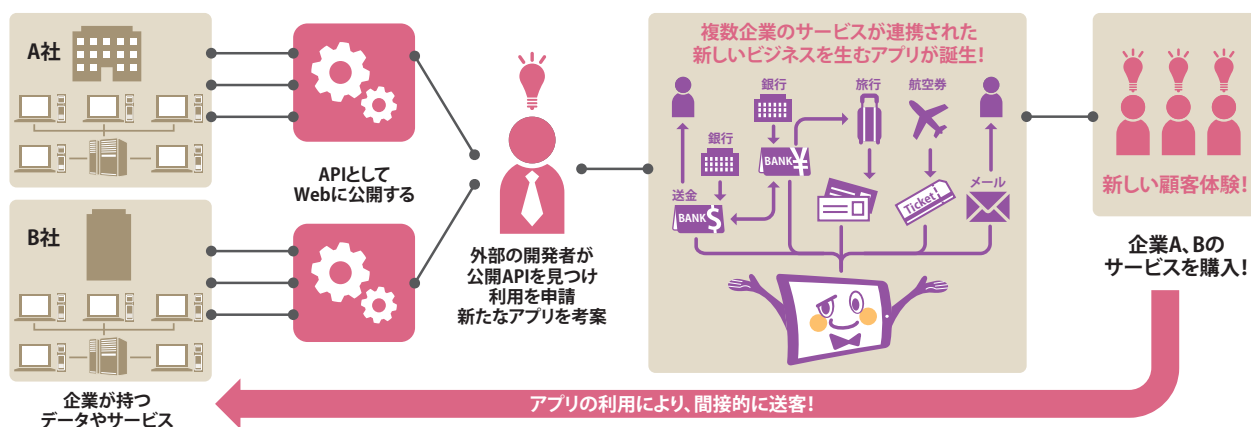 A社
B社
企業が持つ
データやサービス
APIとして
Webに公開する
外部の開発者が
公開APIを見つけ
利用を申請
新たなアプリを考案
複数企業のサービスが連携された
新しいビジネスを生むアプリが誕生!
銀行
旅行
航空券
銀行
BANK ¥
送金
BANK $
Ticket!
メール
新しい顧客体験!
企業A、Bの
サービスを購入!
アプリの利用により、間接的に送客!